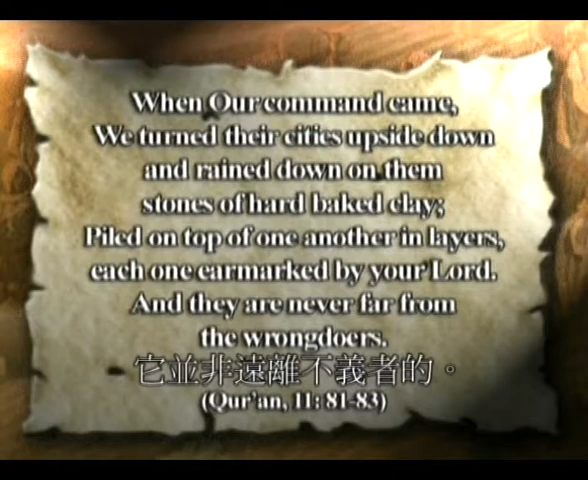 When Our command came,
We turned their cities upside down
and rained down on them
stones of hard baked clay;
Piled on top of one another in layers,
each one earmarked by your Lord.
And they are never far from
the wrongdoers.
它並非遠離不義者的。
(Qur'an, 11: 81-83)